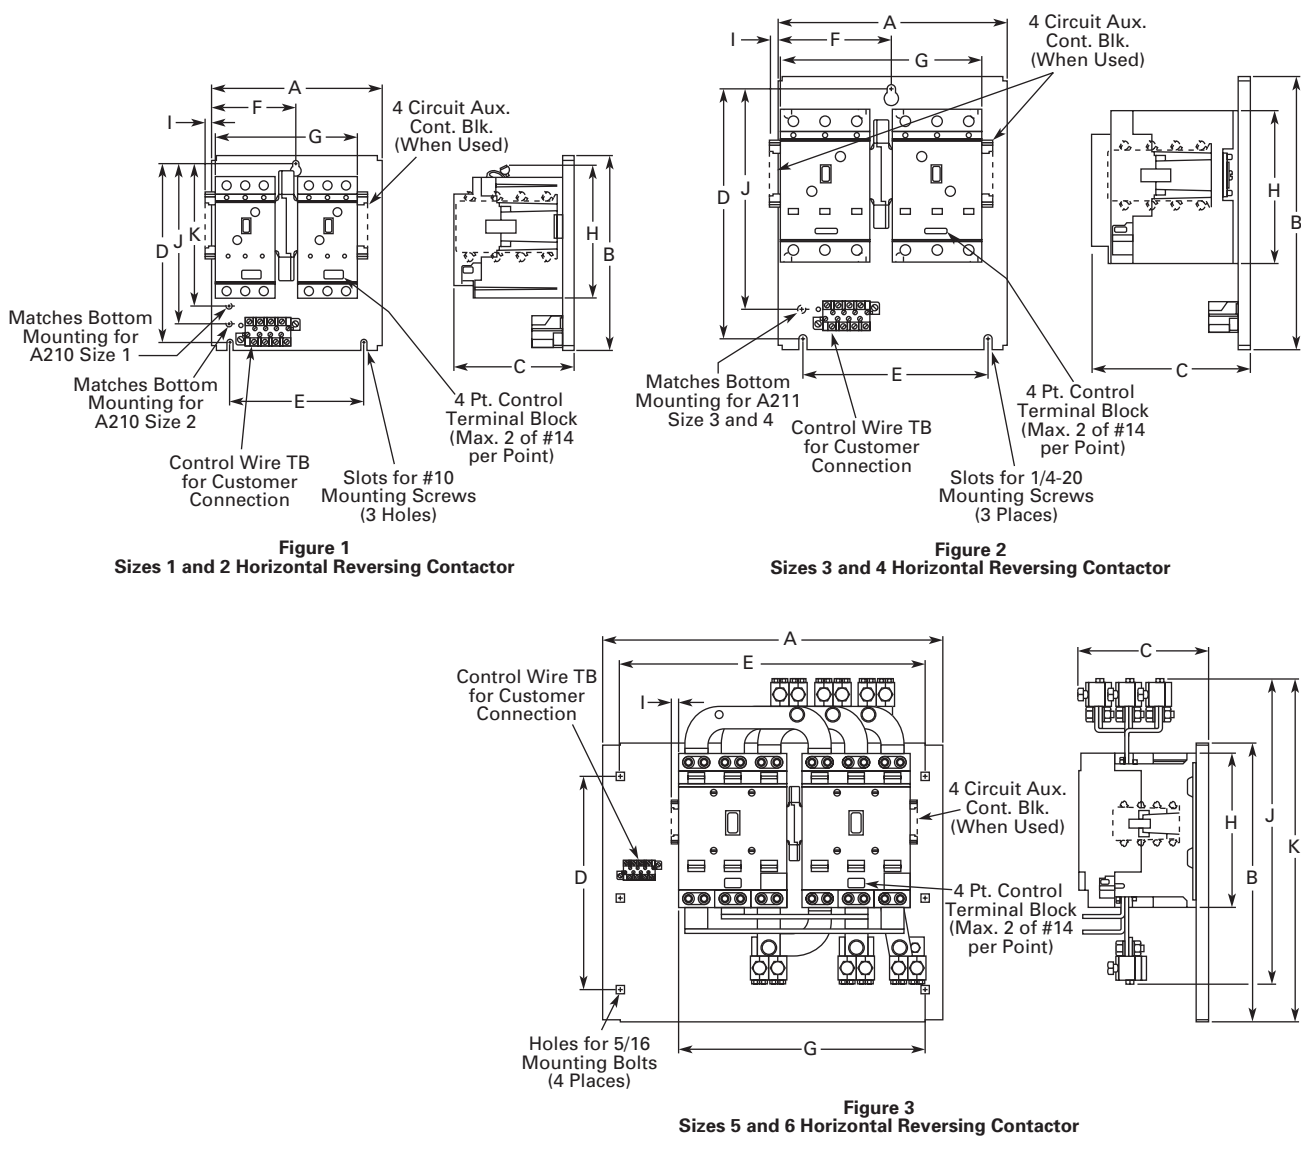 A
F
I
G
4 Circuit Aux.
Cont. Blk.
(When Used)
D
J
K
H
B
C
E
Matches Bottom
Mounting for
A210 Size 1
Matches Bottom
Mounting for
A210 Size 2
4 Pt. Control
Terminal Block
(Max. 2 of #14
per Point)
Control Wire TB
for Customer
Connection
Slots for #10
Mounting Screws
(3 Holes)
Figure 1
Sizes 1 and 2 Horizontal Reversing Contactor
A
I
F
G
4 Circuit Aux.
Cont. Blk.
(When Used)
D
J
H
B
C
E
Matches Bottom
Mounting for A211
Size 3 and 4
Control Wire TB
for Customer
Connection
4 Pt. Control
Terminal Block
(Max. 2 of #14
per Point)
Slots for 1/4-20
Mounting Screws
(3 Places)
Figure 2
Sizes 3 and 4 Horizontal Reversing Contactor
A
E
C
Control Wire TB
for Customer
Connection
I
4 Circuit Aux.
Cont. Blk.
(When Used)
D
H
J
K
B
4 Pt. Control
Terminal Block
(Max. 2 of #14
per Point)
G
Holes for 5/16
Mounting Bolts
(4 Places)
Figure 3
Sizes 5 and 6 Horizontal Reversing Contactor